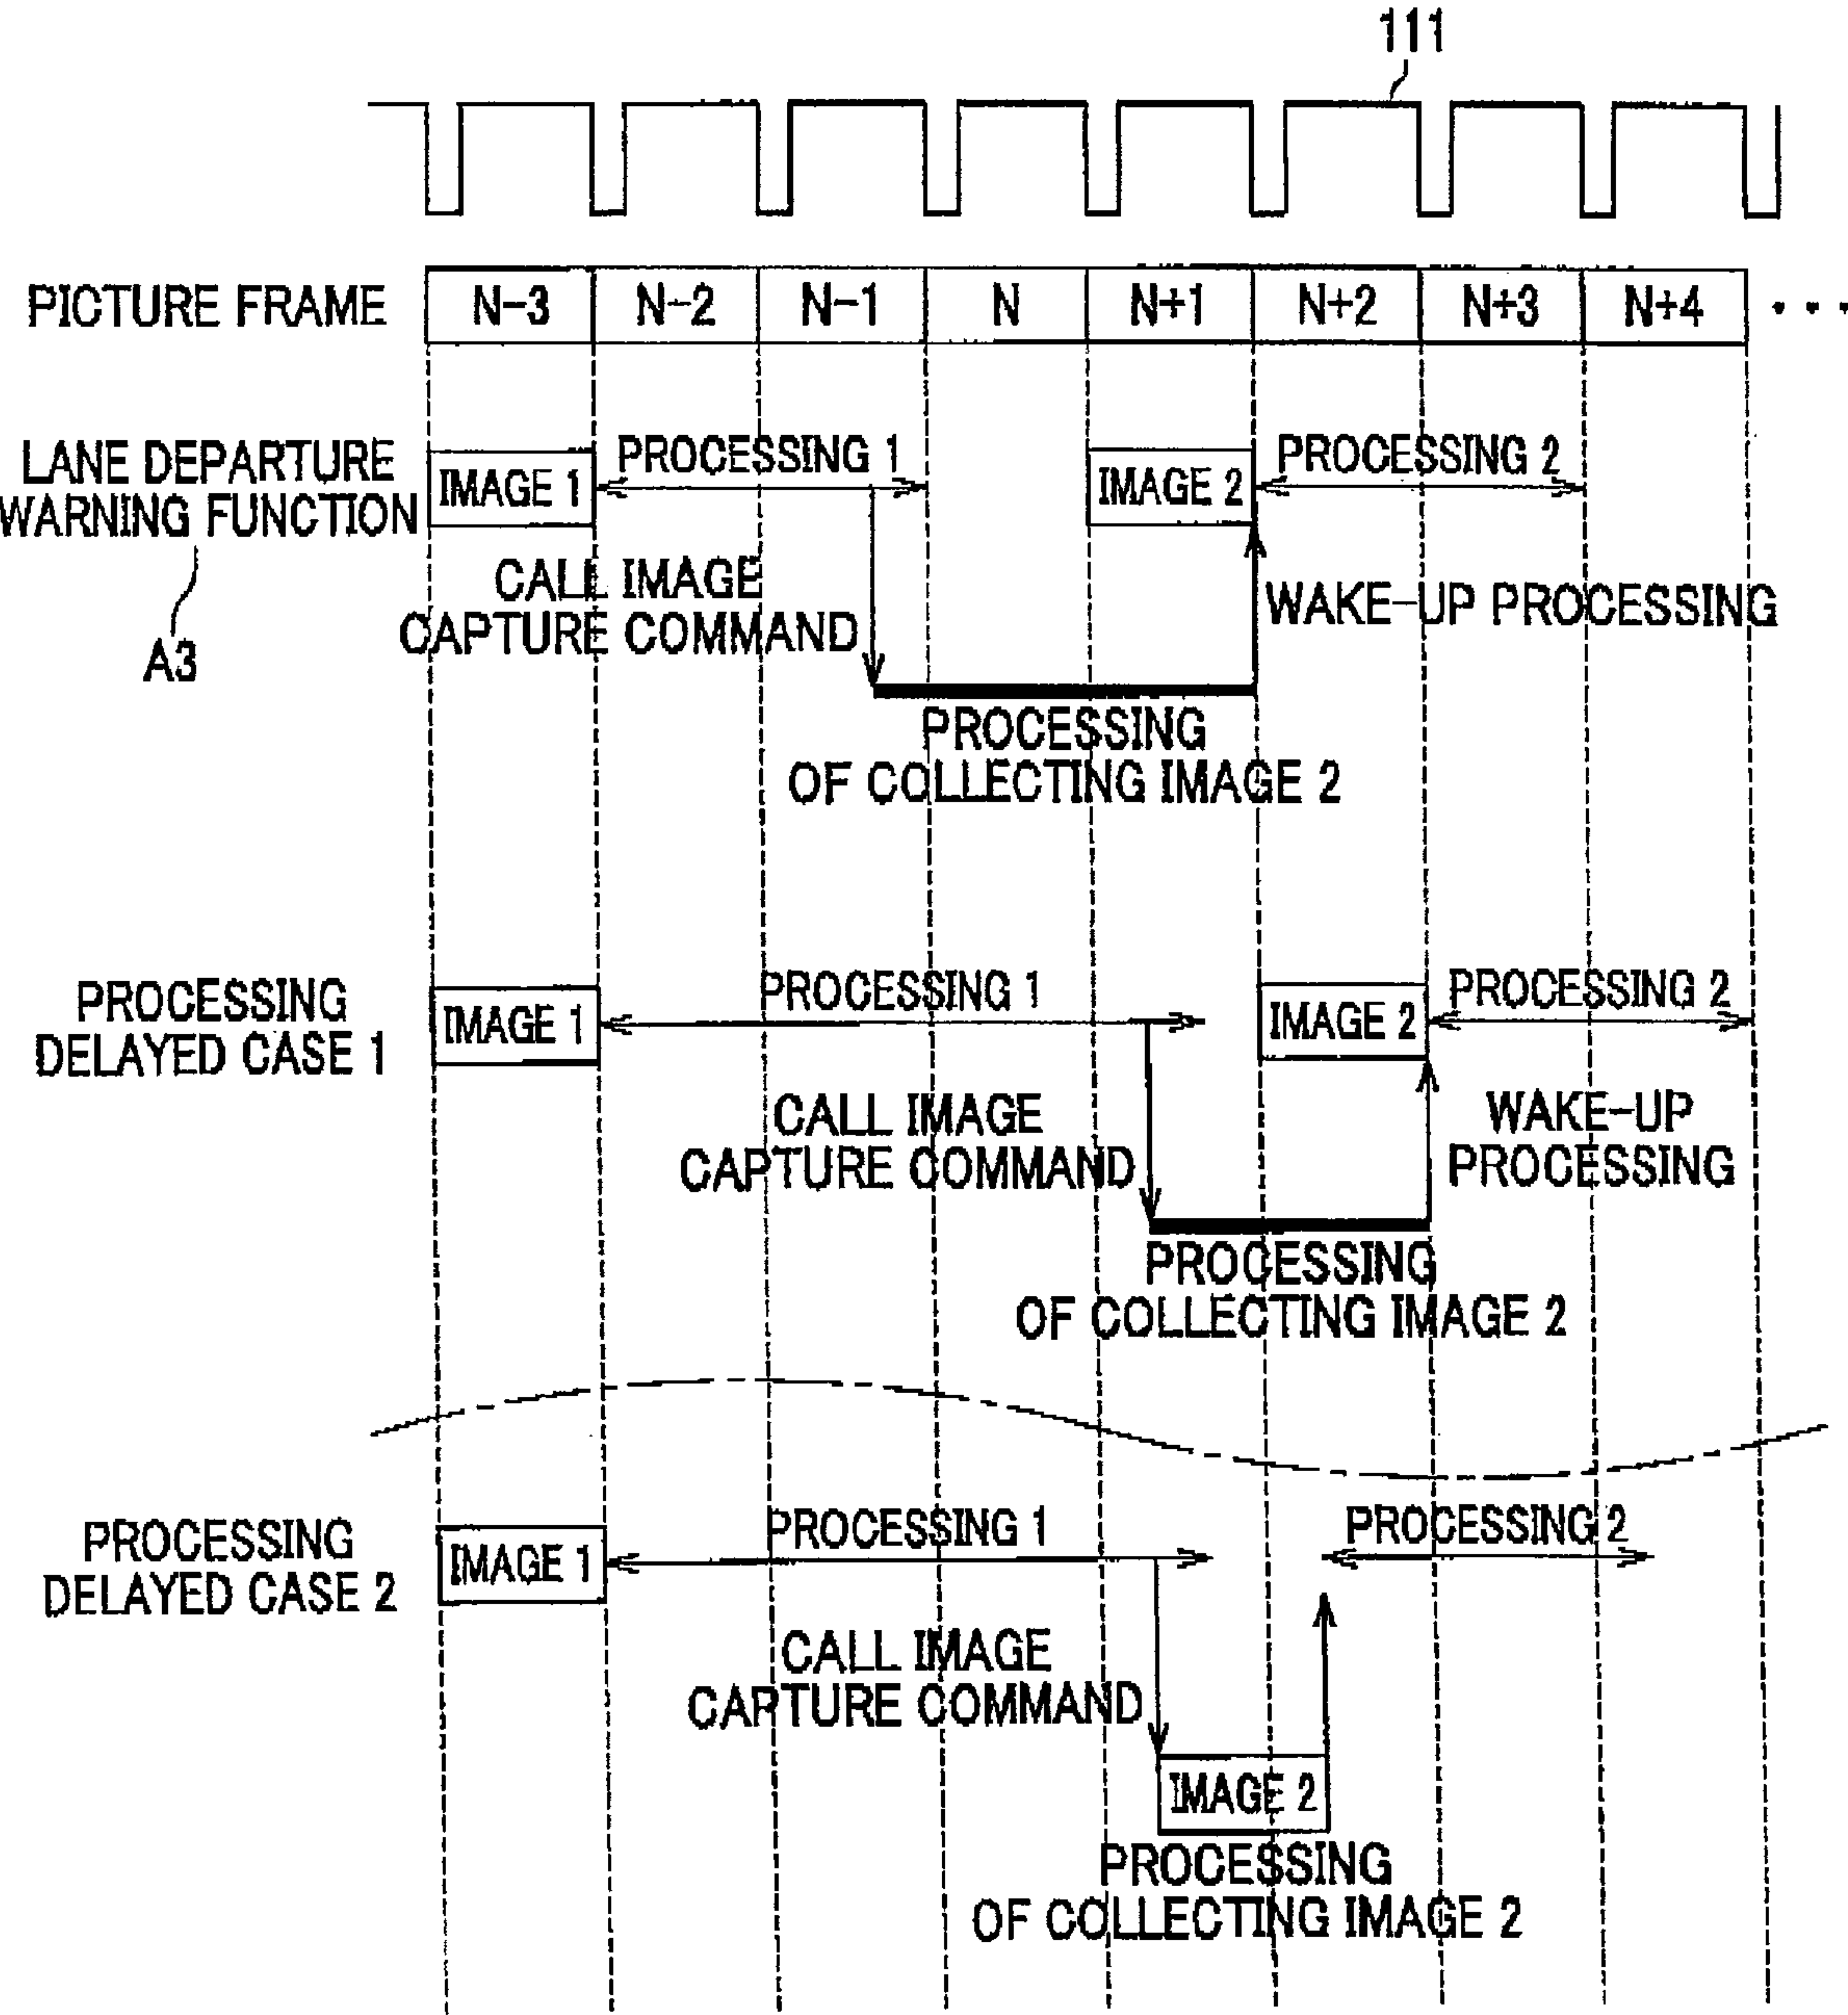 111
PICTURE FRAME N-3 N-2 N-1 N N+1 N+2 N+3 N+4 ...
LANE DEPARTURE
WARNING FUNCTION
A3
IMAGE 1
PROCESSING 1
IMAGE 2
PROCESSING 2
CALL IMAGE
CAPTURE COMMAND
WAKE-UP PROCESSING
PROCESSING
OF COLLECTING IMAGE 2
PROCESSING
DELAYED CASE 1
IMAGE 1
PROCESSING 1
IMAGE 2
PROCESSING 2
CALL IMAGE
CAPTURE COMMAND
WAKE-UP
PROCESSING
PROCESSING
OF COLLECTING IMAGE 2
PROCESSING
DELAYED CASE 2
IMAGE 1
PROCESSING 1
PROCESSING 2
CALL IMAGE
CAPTURE COMMAND
IMAGE 2
PROCESSING
OF COLLECTING IMAGE 2